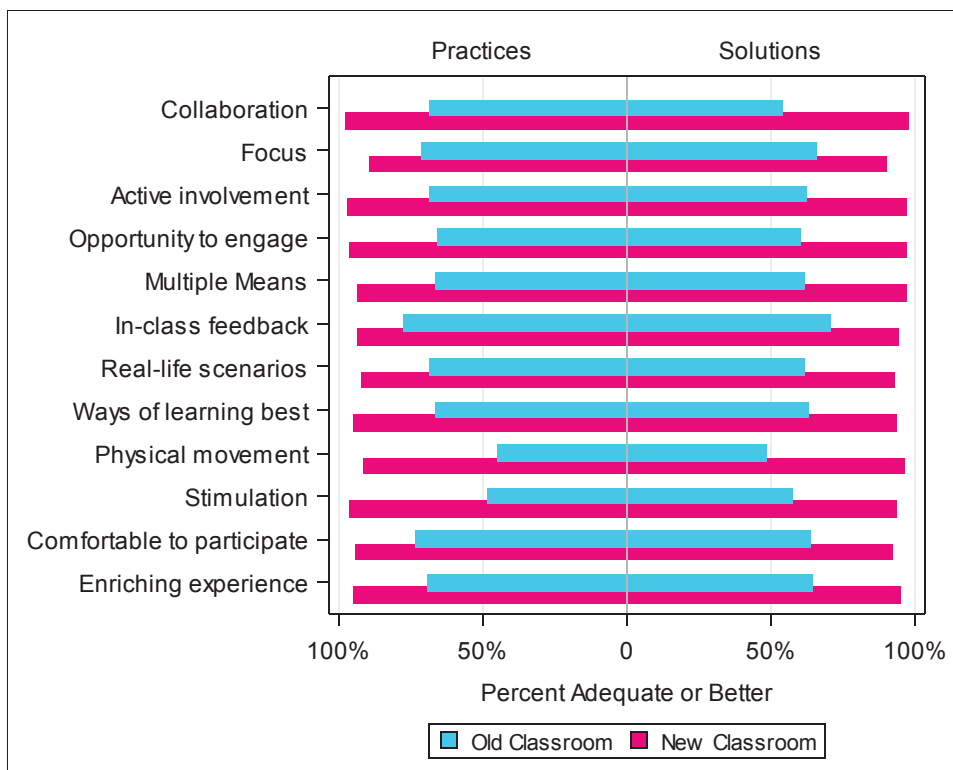 Practices Solutions
Collaboration
Focus
Active involvement
Opportunity to engage
Multiple Means
In-class feedback
Real-life scenarios
Ways of learning best
Physical movement
Stimulation
Comfortable to participate
Enriching experience
100% 50% 0 50% 100%
Percent Adequate or Better
Old Classroom New Classroom